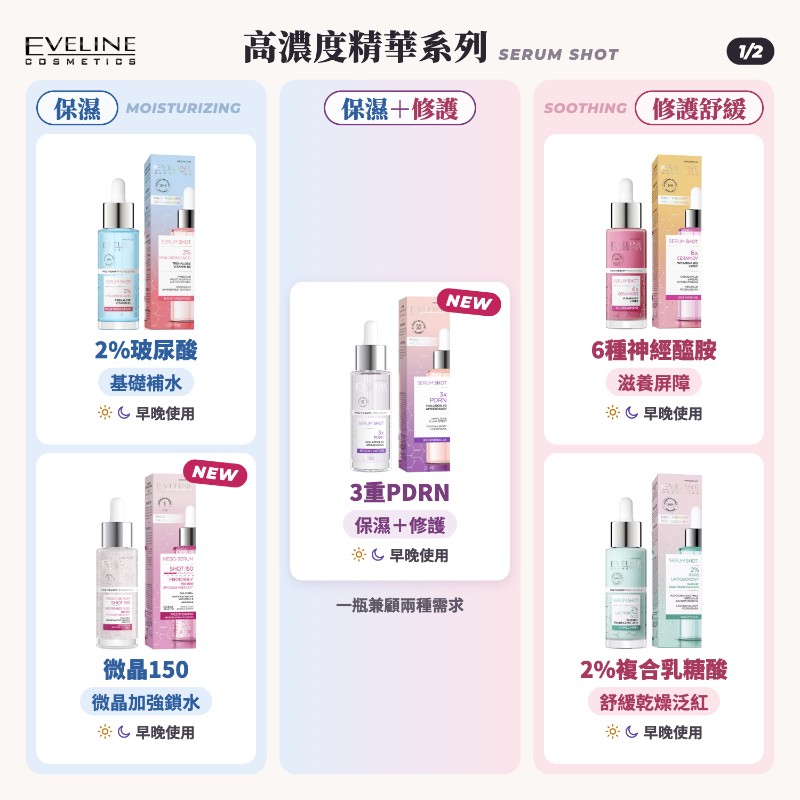 EVELINE
COSMETICS
高濃度精華系列 SERUM SHOT
1/2
保濕 MOISTURIZING
2%玻尿酸
基礎補水
早晚使用
NEW
微晶150
微晶加強鎖水
早晚使用
保濕＋修護
NEW
SERUM SHOT
3x
PDRN
3重PDRN
保濕＋修護
早晚使用
一瓶兼顧兩種需求
SOOTHING 修護舒緩
6種神經醯胺
滋養屏障
早晚使用
2%複合乳糖酸
舒緩乾燥泛紅
早晚使用